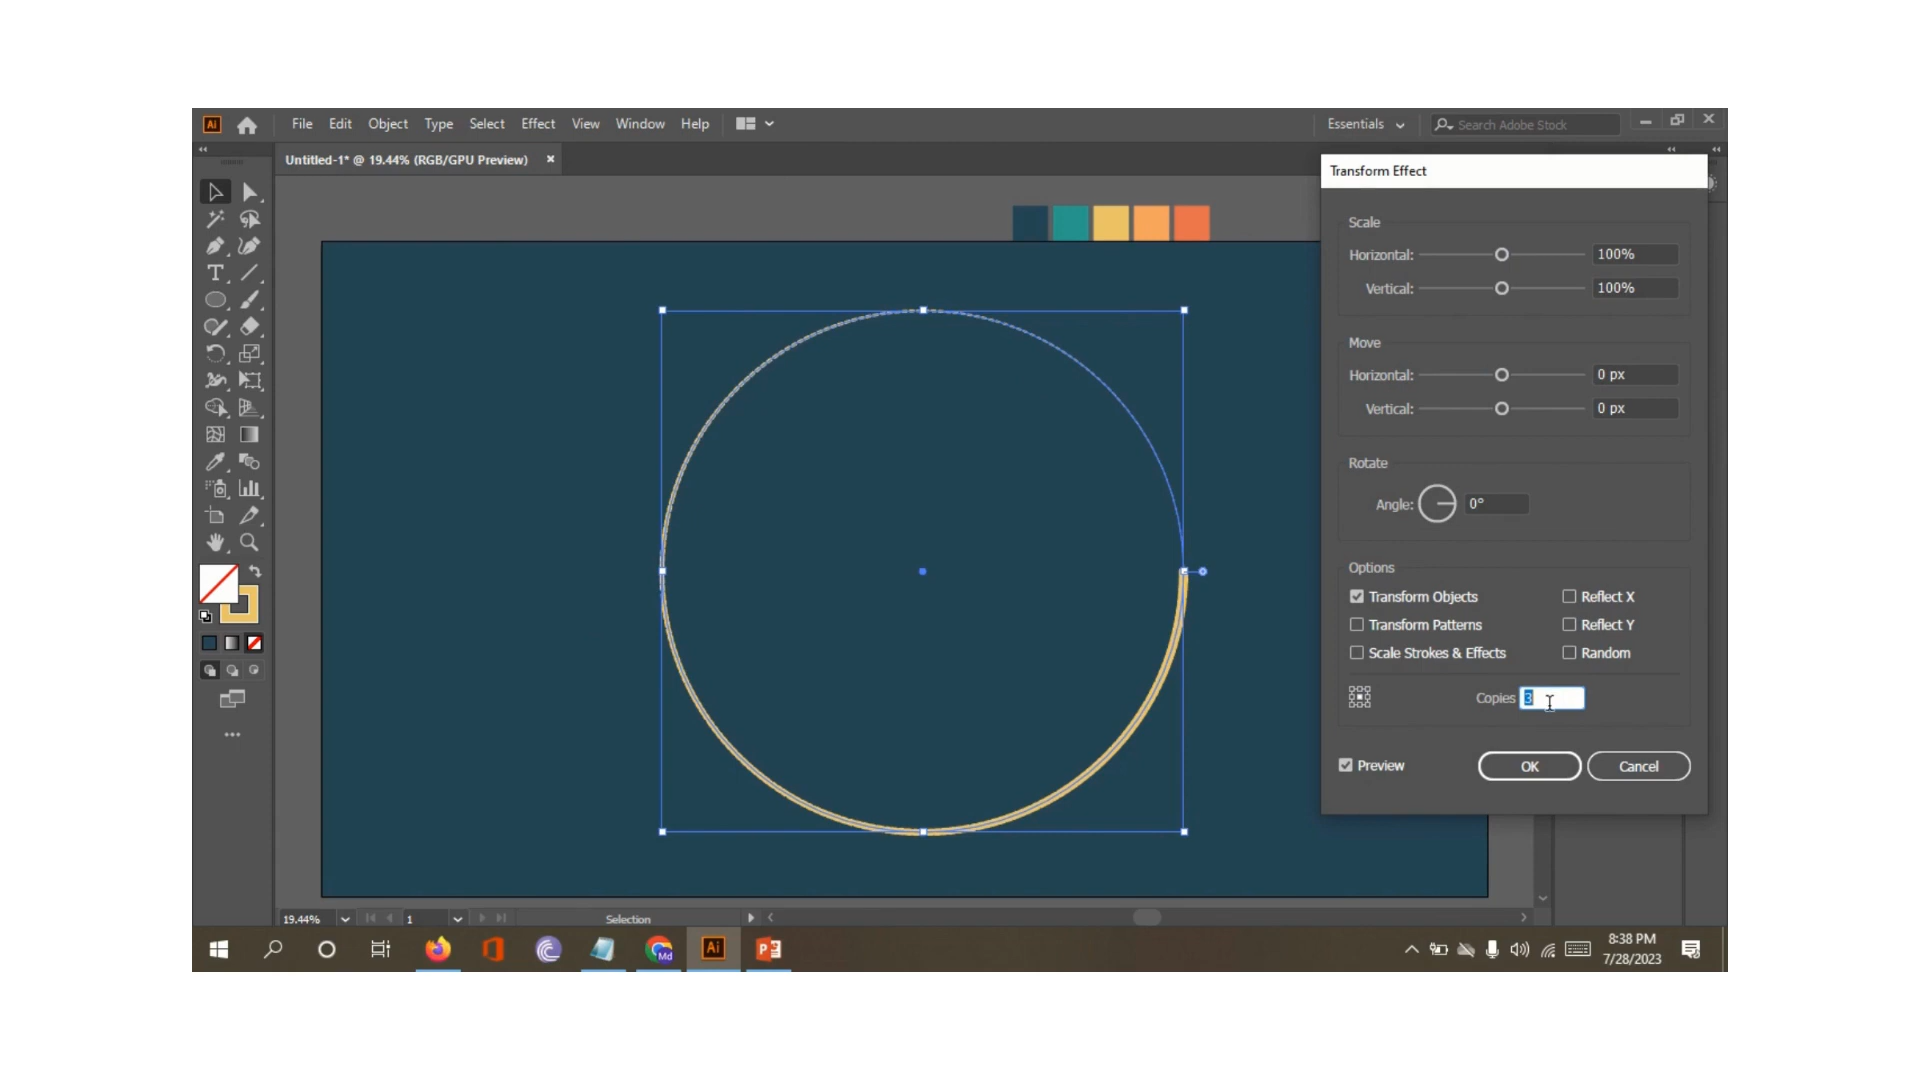 Ai File Edit Object Type Select Effect View Window Help Essentials Search Adobe Stock
Untitled-1* @ 19.44% (RGB/GPU Preview) ×
Transform Effect
Scale
Horizontal: 100%
Vertical: 100%
Move
Horizontal: 0 px
Vertical: 0 px
Rotate
Angle: 0°
Options
Transform Objects Reflect X
Transform Patterns Reflect Y
Scale Strokes & Effects Random
Copies 3
Preview OK Cancel
19.44% 1 Selection
Md Ai
8:38 PM
7/28/2023